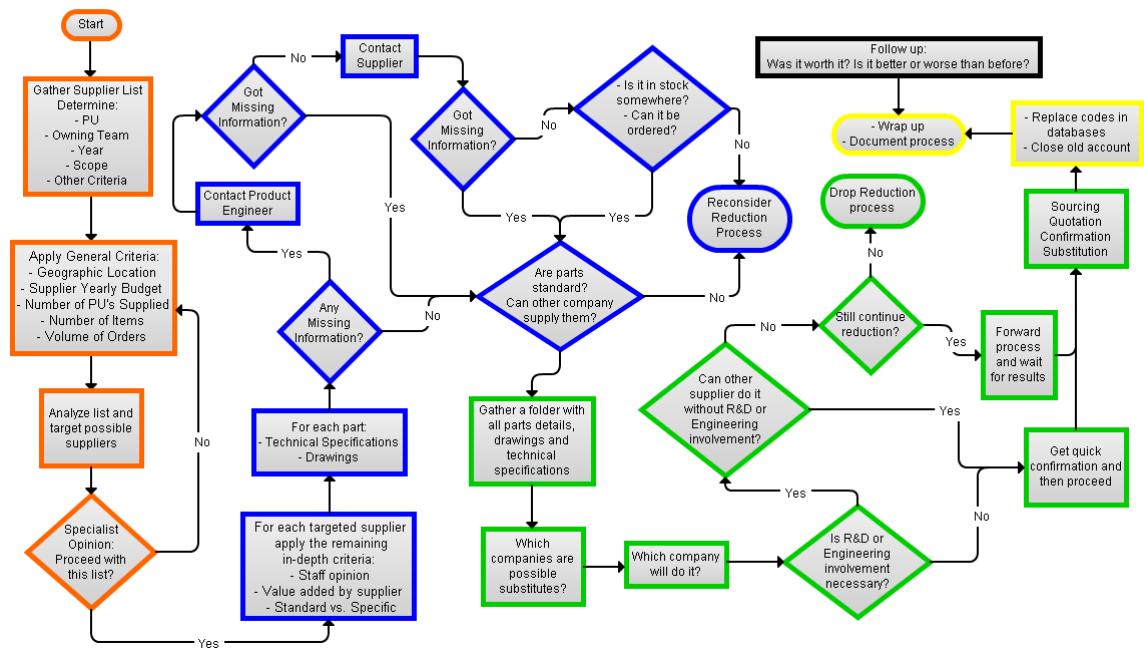 Start
Gather Supplier List
Determine:
- PU
- Owning Team
- Year
- Scope
- Other Criteria
Apply General Criteria:
- Geographic Location
- Supplier Yearly Budget
- Number of PU's Supplied
- Number of Items
- Volume of Orders
Analyze list and
target possible
suppliers
No
Specialist
Opinion:
Proceed with
this list?
Yes
For each targeted supplier
apply the remaining
in-depth criteria:
- Staff opinion
- Value added by supplier
- Standard vs. Specific
For each part:
- Technical Specifications
- Drawings
Any
Missing
Information?
Yes
No
Contact Product
Engineer
Got
Missing
Information?
No
Yes
Contact
Supplier
Got
Missing
Information?
No
Yes
- Is it in stock
somewhere?
- Can it be
ordered?
No
Yes
Reconsider
Reduction
Process
Are parts
standard?
Can other company
supply them?
No
Gather a folder with
all parts details,
drawings and
technical
specifications
Which
companies are
possible
substitutes?
Which company
will do it?
Is R&D or
Engineering
involvement
necessary?
Yes
No
Can other
supplier do it
without R&D or
Engineering
involvement?
No
Yes
Still continue
reduction?
No
Yes
Drop Reduction
process
Forward
process
and wait
for results
Get quick
confirmation and
then proceed
Sourcing
Quotation
Confirmation
Substitution
- Replace codes in
databases
- Close old account
- Wrap up
- Document process
Follow up:
Was it worth it? Is it better or worse than before?